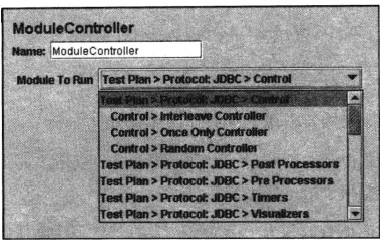 ModuleController
Name: ModuleController
Module To Run Test Plan > Protocol: JDBC > Control
Test Plan > Protocol: JDBC > Control
Control > Interleave Controller
Control > Once Only Controller
Control > Random Controller
Test Plan > Protocol: JDBC > Post Processors
Test Plan > Protocol: JDBC > Pre Processors
Test Plan > Protocol: JDBC > Timers
Test Plan > Protocol: JDBC > Visualizers